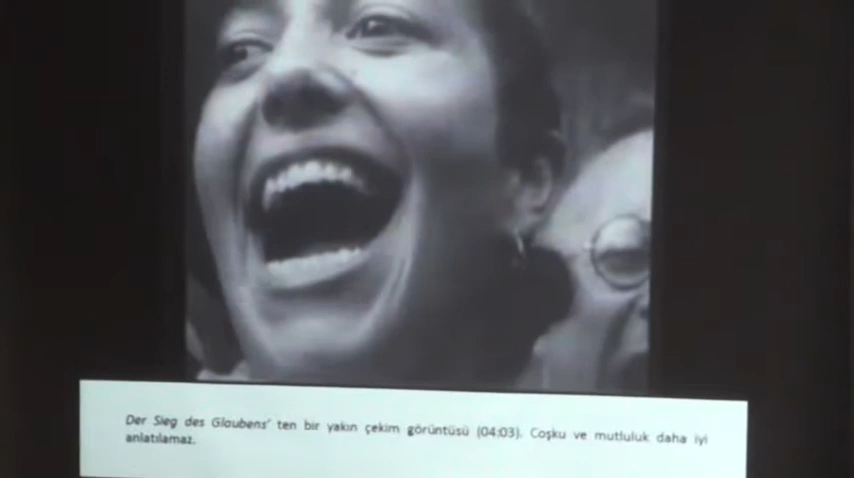 Der Sieg des Glaubens' ten bir yakın çekim görüntüsü (04:03). Coşku ve mutluluk daha iyi
anlatılamaz.